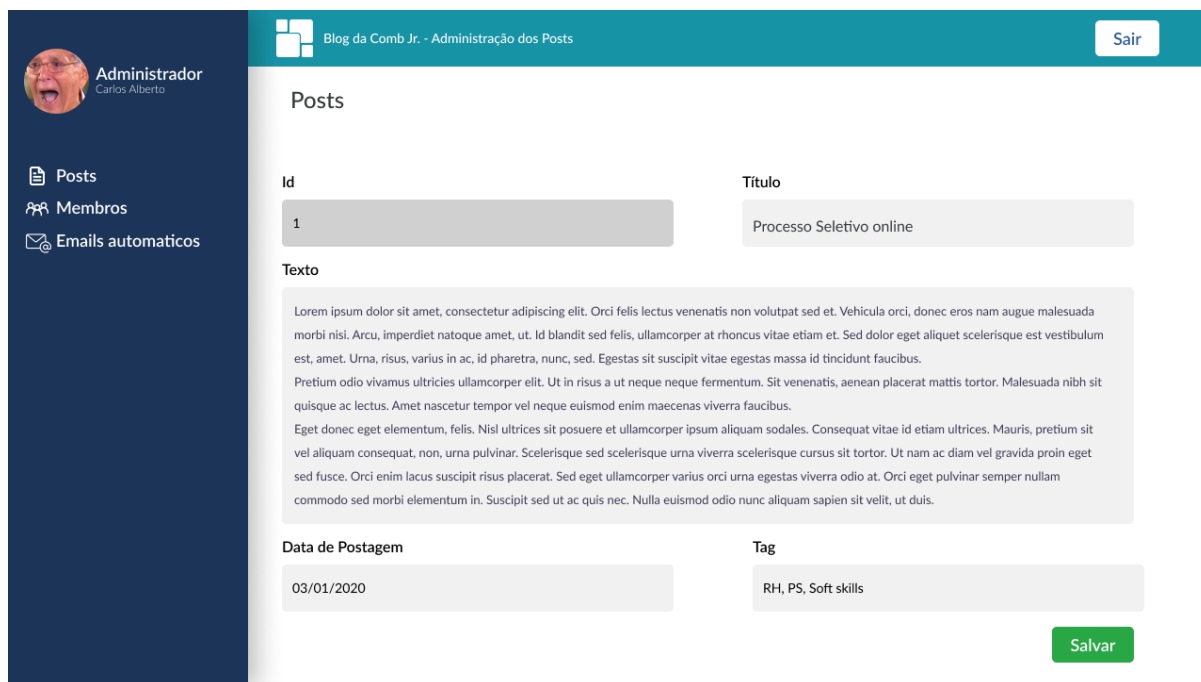 Administrador
Carlos Alberto
Posts
Membros
Emails automaticos
Blog da Comb Jr. - Administração dos Posts
Sair
Posts
Id
1
Título
Processo Seletivo online
Texto
Lorem ipsum dolor sit amet, consectetur adipiscing elit. Orci felis lectus venenatis non volutpat sed et. Vehicula orci, donec eros nam augue malesuada
morbi nisi. Arcu, imperdiet natoque amet, ut. Id blandit sed felis, ullamcorper at rhoncus vitae etiam et. Sed dolor eget aliquet scelerisque est vestibulum
est, amet. Urna, risus, varius in ac, id pharetra, nunc, sed. Egestas sit suscipit vitae egestas massa id tincidunt faucibus.
Pretium odio vivamus ultricies ullamcorper elit. Ut in risus a ut neque neque fermentum. Sit venenatis, aenean placerat mattis tortor. Malesuada nibh sit
quisque ac lectus. Amet nascetur tempor vel neque euismod enim maecenas viverra faucibus.
Eget donec eget elementum, felis. Nisl ultrices sit posuere et ullamcorper ipsum aliquam sodales. Consequat vitae id etiam ultrices. Mauris, pretium sit
vel aliquam consequat, non, urna pulvinar. Scelerisque sed scelerisque urna viverra scelerisque cursus sit tortor. Ut nam ac diam vel gravida proin eget
sed fusce. Orci enim lacus suscipit risus placerat. Sed eget ullamcorper varius orci urna egestas viverra odio at. Orci eget pulvinar semper nullam
commodo sed morbi elementum in. Suscipit sed ut ac quis nec. Nulla euismod odio nunc aliquam sapien sit velit, ut duis.
Data de Postagem
03/01/2020
Tag
RH, PS, Soft skills
Salvar